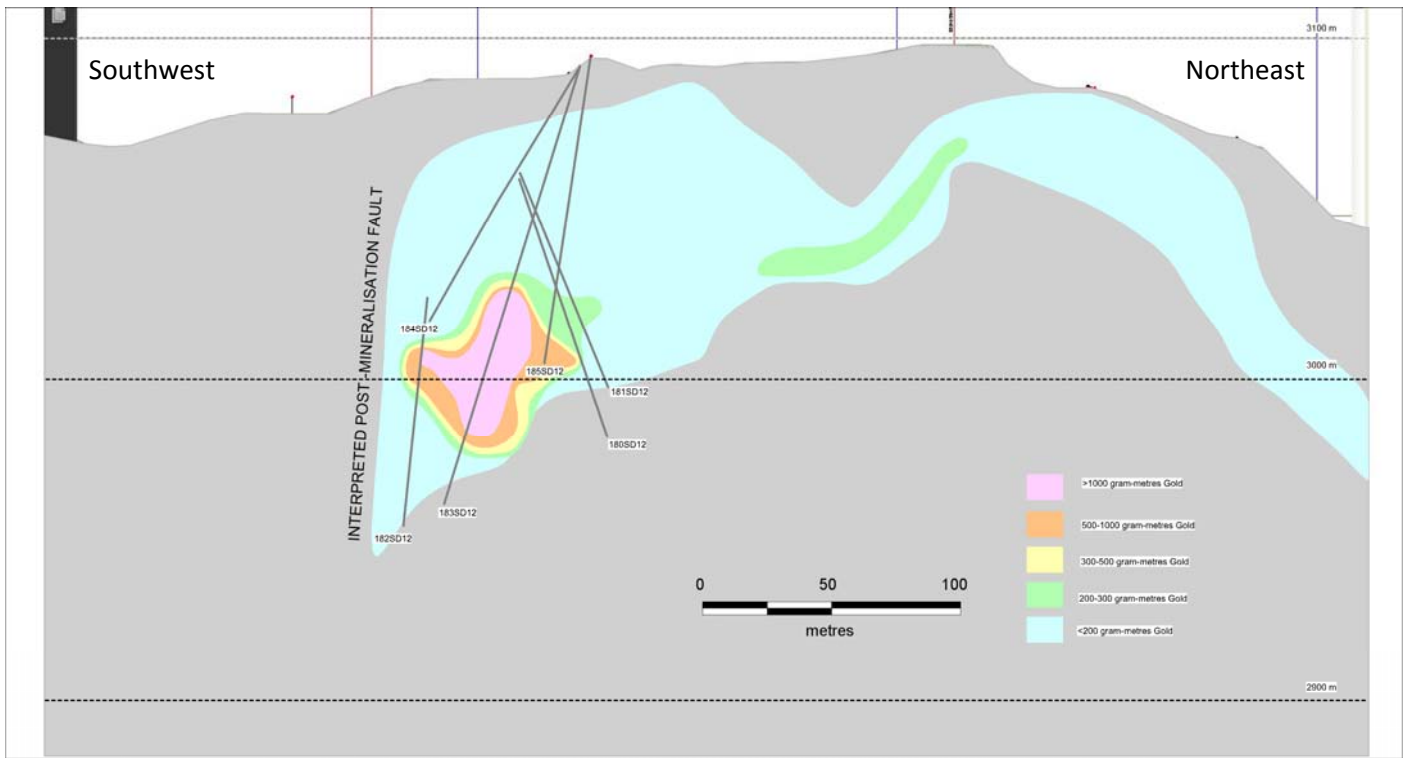 3100 m
Southwest
Northeast
INTERPRETED POST-MINERALISATION FAULT
184SD12
3000 m
185SD12
181SD12
180SD12
183SD12
182SD12
>1000 gram-metres Gold
500-1000 gram-metres Gold
300-500 gram-metres Gold
200-300 gram-metres Gold
<200 gram-metres Gold
0 50 100
metres
2900 m